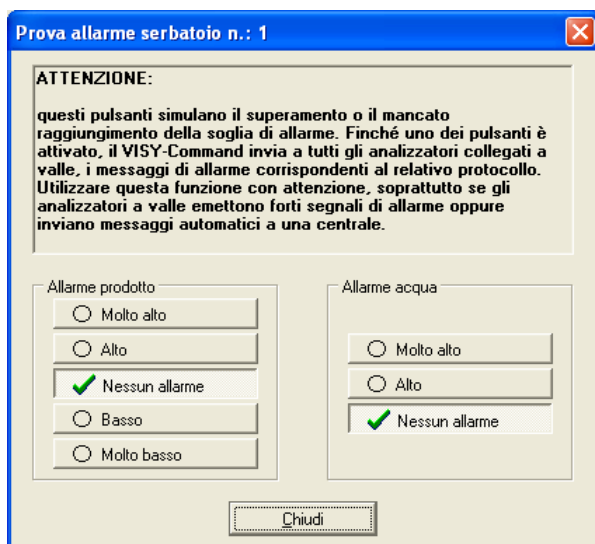 Prova allarme serbatoio n.: 1
ATTENZIONE:
questi pulsanti simulano il superamento o il mancato
raggiungimento della soglia di allarme. Finché uno dei pulsanti è
attivato, il VISY-Command invia a tutti gli analizzatori collegati a
valle, i messaggi di allarme corrispondenti al relativo protocollo.
Utilizzare questa funzione con attenzione, soprattutto se gli
analizzatori a valle emettono forti segnali di allarme oppure
inviano messaggi automatici a una centrale.
Allarme prodotto
Molto alto
Alto
Nessun allarme
Basso
Molto basso
Allarme acqua
Molto alto
Alto
Nessun allarme
Chiudi